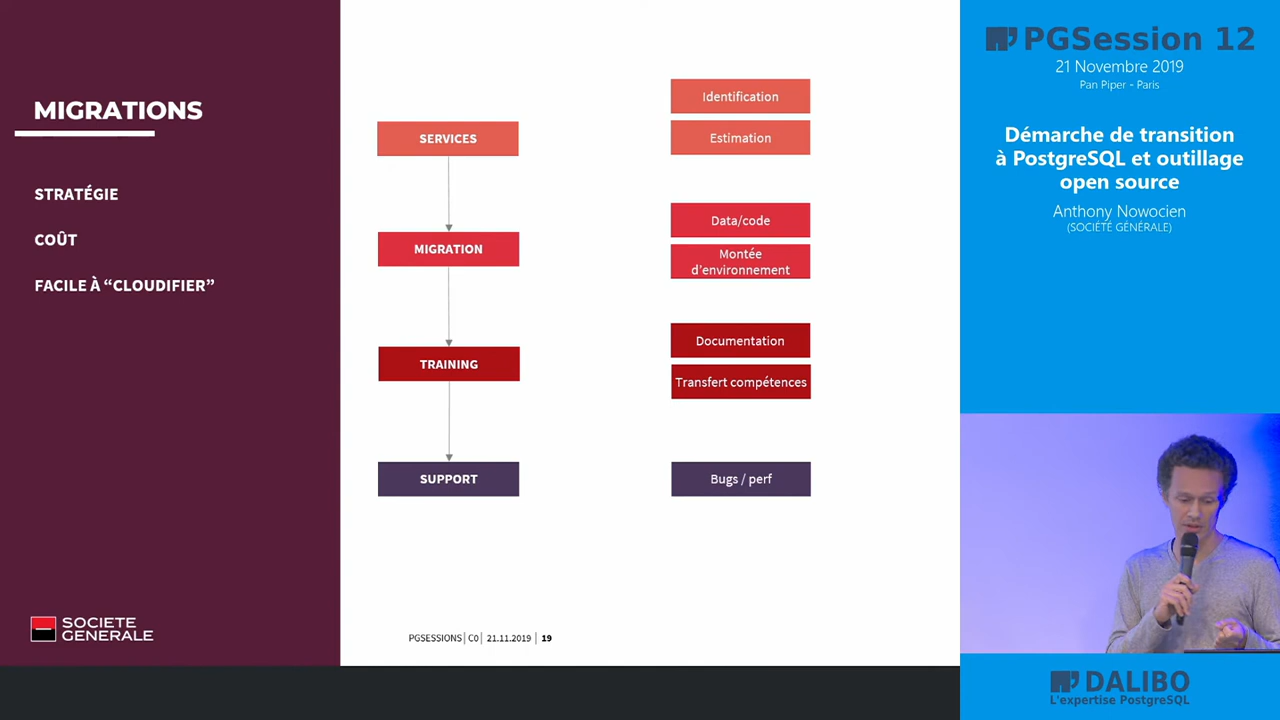 MIGRATIONS
STRATÉGIE
COÛT
FACILE À “CLOUDIFIER”
SOCIETE
GENERALE
SERVICES
MIGRATION
TRAINING
SUPPORT
Identification
Estimation
Data/code
Montée
d’environnement
Documentation
Transfert compétences
Bugs / perf
PGSESSIONS | C0 | 21.11.2019 | 19
PGSession 12
21 Novembre 2019
Pan Piper - Paris
Démarche de transition
à PostgreSQL et outillage
open source
Anthony Nowocien
(SOCIÉTÉ GÉNÉRALE)
DALIBO
L'expertise PostgreSQL